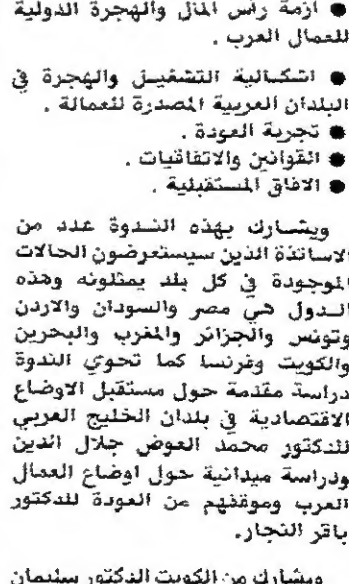 ● ازمة رأس المال والهجرة الدولية
للعمال العرب .
● اشكالية التشغيل والهجرة في
البلدان العربية المصدرة للعمالة .
● تجربة العودة .
● القوانين والاتفاقيات .
● الافاق المستقبلية .
ويشارك بهذه الندوة عدد من
الاساتذة الذين سيستعرضون الحالات
الموجودة في كل بلد يمثلونه وهذه
الدول هي مصر والسودان والاردن
وتونس والجزائر والمغرب والبحرين
والكويت وفرنسا كما تحوي الندوة
دراسة مقدمة حول مستقبل الاوضاع
الاقتصادية في بلدان الخليج العربي
للدكتور محمد العوض جلال الدين
ودراسة ميدانية حول اوضاع العمال
العرب وموقفهم من العودة للدكتور
باقر النجار.
ويشارك من الكويت الدكتور سليمان